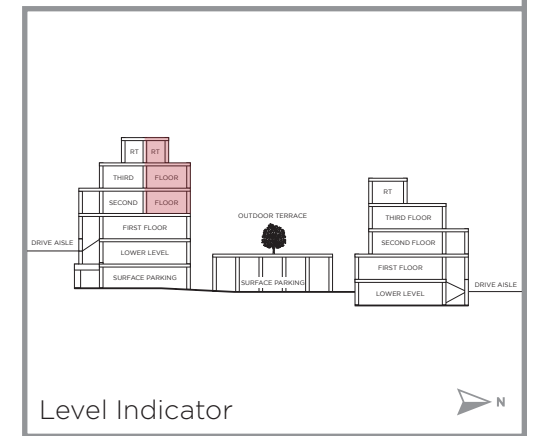 RT RT
THIRD FLOOR
SECOND FLOOR
FIRST FLOOR
DRIVE AISLE
LOWER LEVEL
SURFACE PARKING
OUTDOOR TERRACE
SURFACE PARKING
RT
THIRD FLOOR
SECOND FLOOR
FIRST FLOOR
LOWER LEVEL
DRIVE AISLE
Level Indicator
N